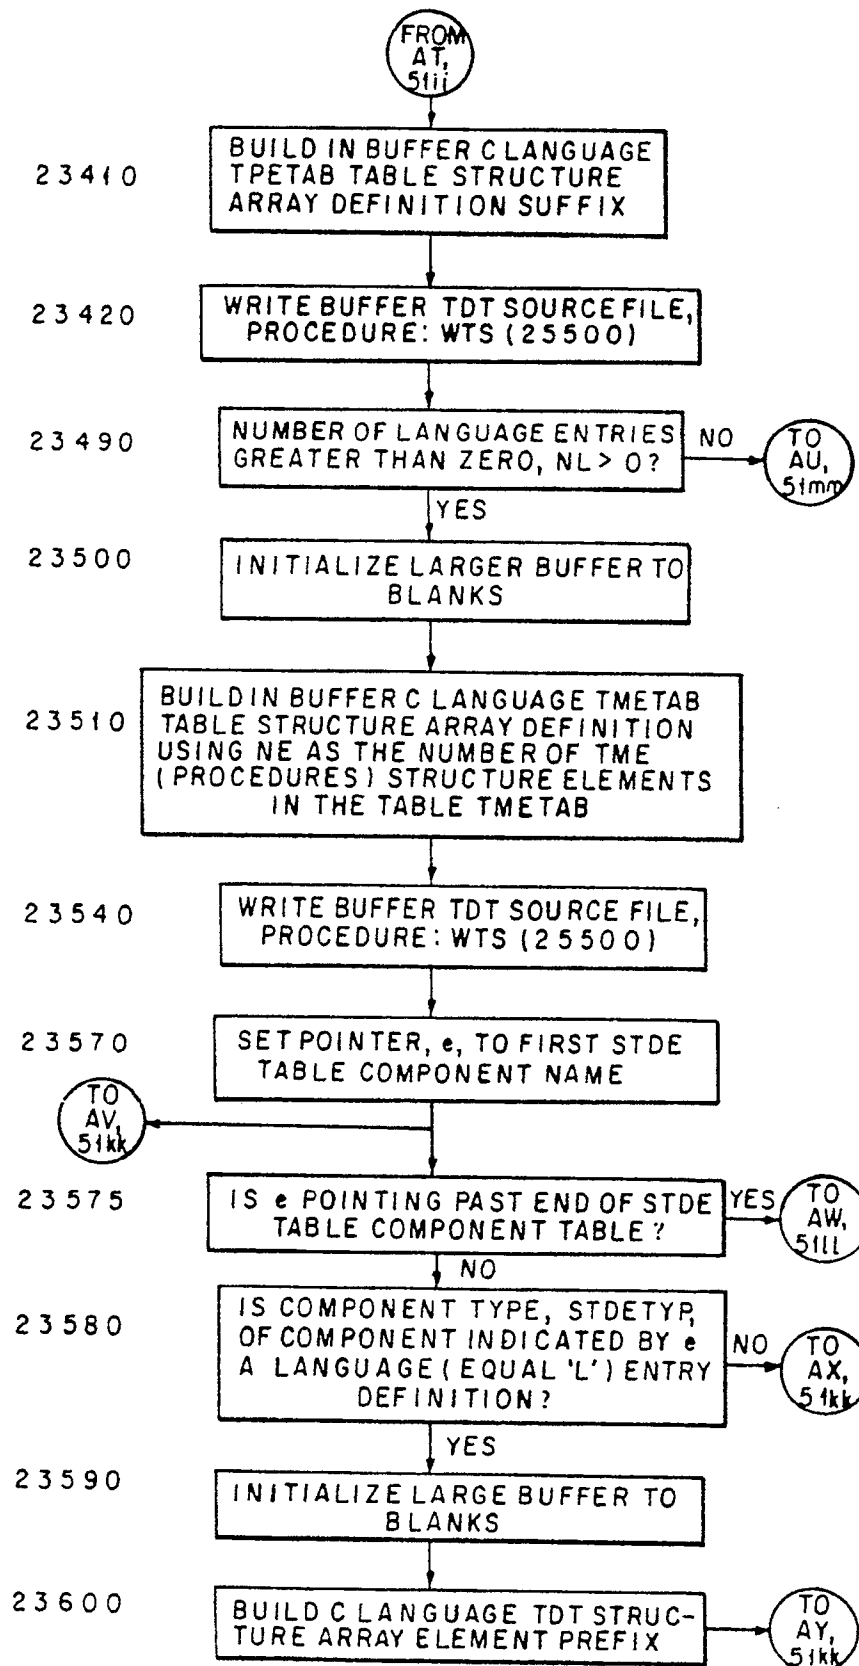 FROM
AT,
51ii
23410
BUILD IN BUFFER C LANGUAGE
TPETAB TABLE STRUCTURE
ARRAY DEFINITION SUFFIX
23420
WRITE BUFFER TDT SOURCE FILE,
PROCEDURE: WTS (25500)
23490
NUMBER OF LANGUAGE ENTRIES
GREATER THAN ZERO, NL > 0?
NO
TO
AU,
51mm
YES
23500
INITIALIZE LARGER BUFFER TO
BLANKS
23510
BUILD IN BUFFER C LANGUAGE TMETAB
TABLE STRUCTURE ARRAY DEFINITION
USING NE AS THE NUMBER OF TME
(PROCEDURES) STRUCTURE ELEMENTS
IN THE TABLE TMETAB
23540
WRITE BUFFER TDT SOURCE FILE,
PROCEDURE: WTS (25500)
23570
SET POINTER, e, TO FIRST STDE
TABLE COMPONENT NAME
TO
AV,
51kk
23575
IS e POINTING PAST END OF STDE
TABLE COMPONENT TABLE?
YES
TO
AW,
51ll
NO
23580
IS COMPONENT TYPE, STDETYP,
OF COMPONENT INDICATED BY e
A LANGUAGE (EQUAL 'L') ENTRY
DEFINITION?
NO
TO
AX,
51kk
YES
23590
INITIALIZE LARGE BUFFER TO
BLANKS
23600
BUILD C LANGUAGE TDT STRUC-
TURE ARRAY ELEMENT PREFIX
TO
AY,
51kk